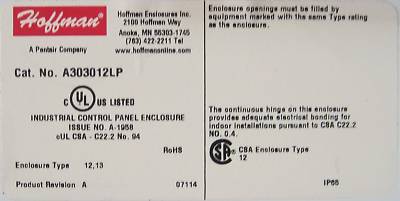 Hoffman
A Pentair Company
Hoffman Enclosures Inc.
2100 Hoffman Way
Anoka, MN 55303-1745
(763) 422-2211 Tel
www.hoffmanonline.com
Cat. No. A303012LP
UL US LISTED
INDUSTRIAL CONTROL PANEL ENCLOSURE
ISSUE NO. A-1958
cUL CSA - C22.2 No. 94
RoHS
Enclosure Type 12,13
Product Revision A 07114
Enclosure openings must be filled by
equipment marked with the same Type rating
as the enclosure.
The continuous hinge on this enclosure
provides adequate electrical bonding for
indoor installations pursuant to CSA C22.2
NO. 0.4.
CSA Enclosure Type
12
IP65